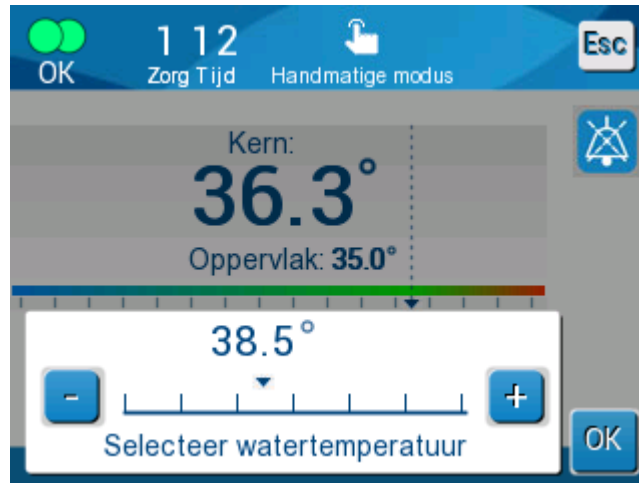 OK
1 12
Zorg Tijd
Handmatige modus
Esc
Kern:
36.3°
Oppervlak: 35.0°
38.5°
-
+
Selecteer watertemperatuur
OK